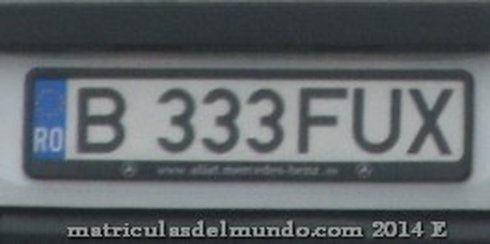 RO B 333FUX
matriculasdelmundo.com 2014 E